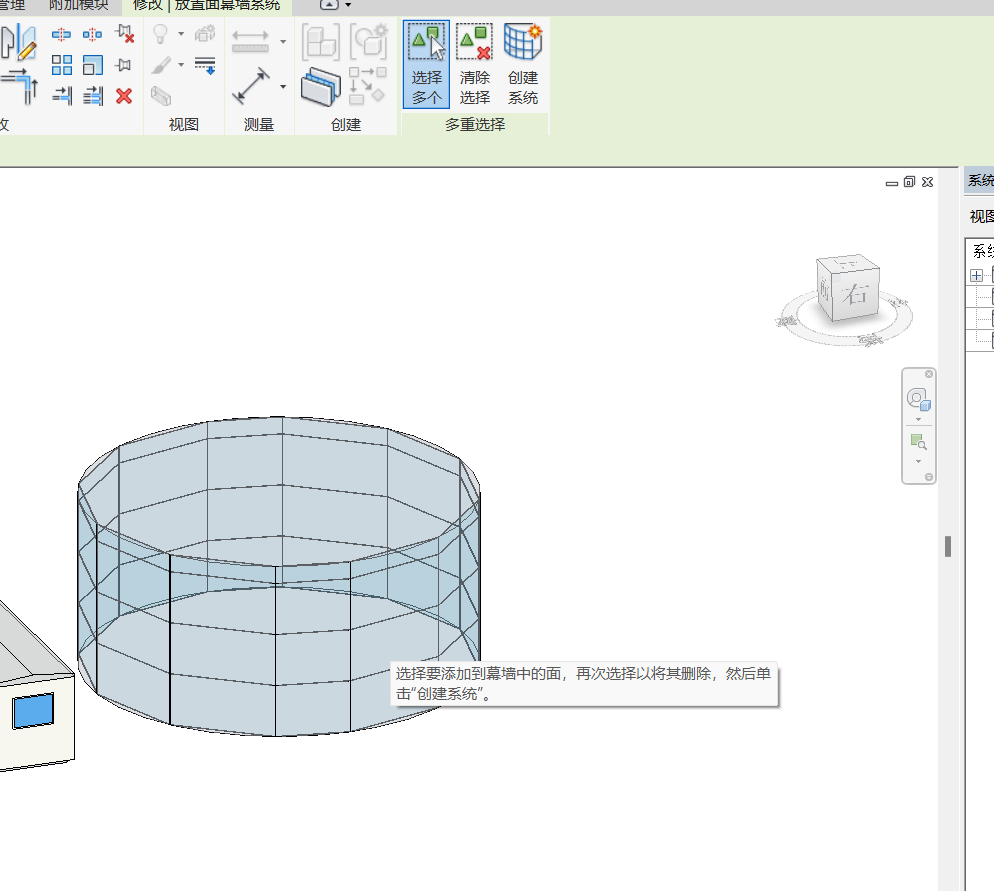 管理 附加模块 修改 | 放置面幕墙系统
选择 清除 创建
多个 选择 系统
改 视图 测量 创建 多重选择
系统
视图
系统
右
选择要添加到幕墙中的面，再次选择以将其删除，然后单
击“创建系统”。